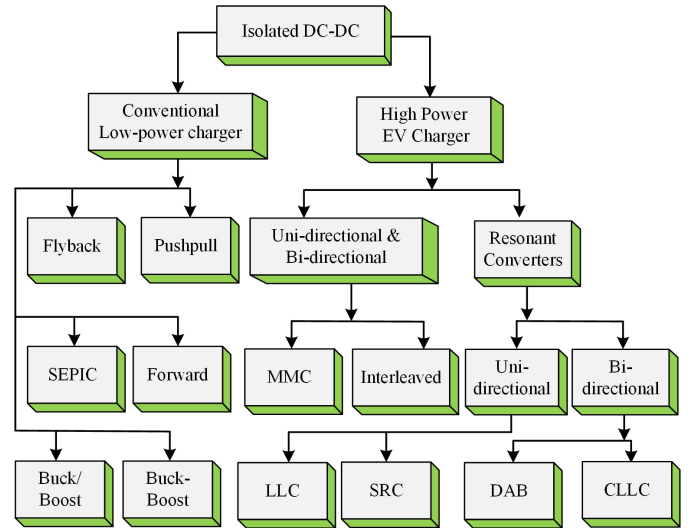 Isolated DC-DC
Conventional
Low-power charger
High Power
EV Charger
Flyback
Pushpull
Uni-directional &
Bi-directional
Resonant
Converters
SEPIC
Forward
MMC
Interleaved
Uni-
directional
Bi-
directional
Buck/
Boost
Buck-
Boost
LLC
SRC
DAB
CLLC